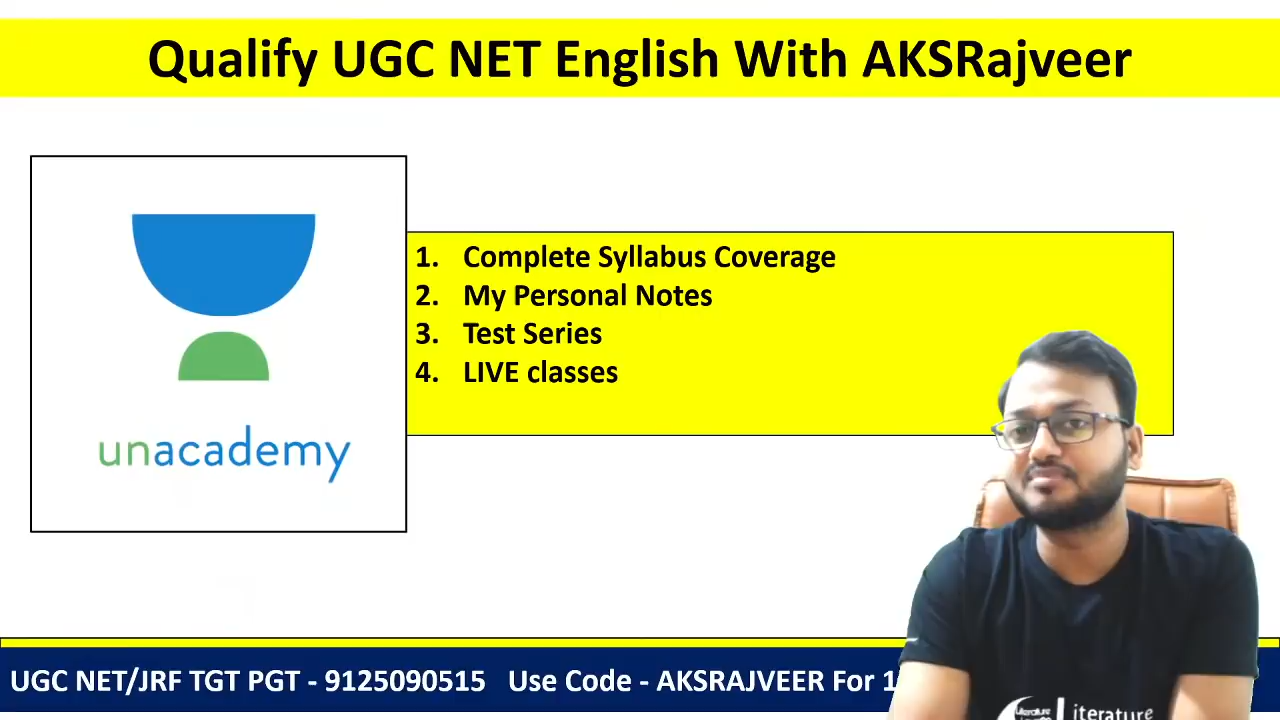 Qualify UGC NET English With AKSRajveer
1. Complete Syllabus Coverage
2. My Personal Notes
3. Test Series
4. LIVE classes
unacademy
UGC NET/JRF TGT PGT - 9125090515 Use Code - AKSRAJVEER For 1
Literature